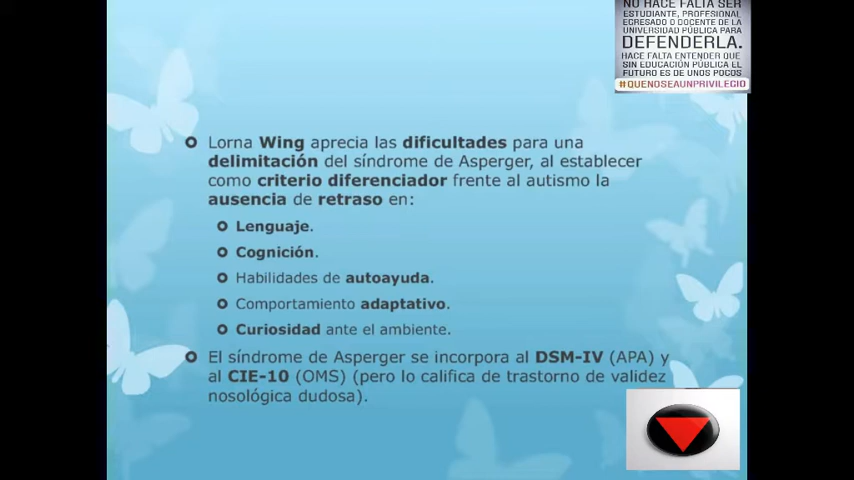 NO HACE FALTA SER
ESTUDIANTE, PROFESIONAL,
EGRESADO O DOCENTE DE LA
UNIVERSIDAD PÚBLICA PARA
DEFENDERLA.
HACE FALTA ENTENDER QUE
SIN EDUCACIÓN PÚBLICA EL
FUTURO ES DE UNOS POCOS
#QUENOSEAUNPRIVILEGIO
Lorna Wing aprecia las dificultades para una
delimitación del síndrome de Asperger, al establecer
como criterio diferenciador frente al autismo la
ausencia de retraso en:
Lenguaje.
Cognición.
Habilidades de autoayuda.
Comportamiento adaptativo.
Curiosidad ante el ambiente.
El síndrome de Asperger se incorpora al DSM-IV (APA) y
al CIE-10 (OMS) (pero lo califica de trastorno de validez
nosológica dudosa).